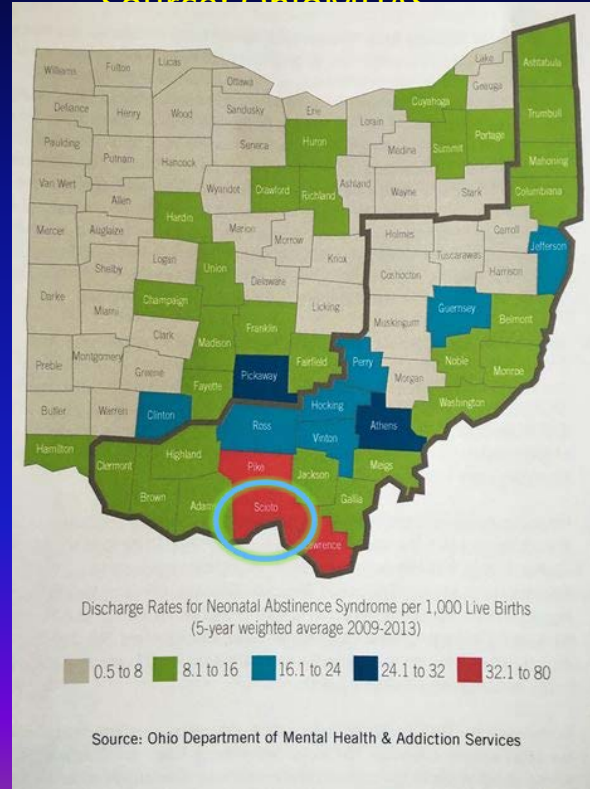 Williams Fulton Lucas Lake Ashtabula
Ottawa Geauga
Defiance Henry Wood Sandusky Erie Lorain Cuyahoga Trumbull
Paulding Putnam Hancock Seneca Huron Medina Summit Portage Mahoning
Van Wert Allen Wyandot Crawford Richland Ashland Wayne Stark Columbiana
Mercer Auglaize Hardin Marion Morrow Holmes Carroll Jefferson
Shelby Logan Union Delaware Knox Coshocton Tuscarawas Harrison
Darke Miami Champaign Licking Guernsey Belmont
Clark Madison Franklin Muskingum
Preble Montgomery Greene Fairfield Perry Noble Monroe
Fayette Pickaway Morgan
Butler Warren Clinton Ross Hocking Washington
Hamilton Vinton Athens
Clermont Highland Pike Jackson Meigs
Brown Adams Scioto Gallia
Lawrence
Discharge Rates for Neonatal Abstinence Syndrome per 1,000 Live Births
(5-year weighted average 2009-2013)
0.5 to 8 8.1 to 16 16.1 to 24 24.1 to 32 32.1 to 80
Source: Ohio Department of Mental Health & Addiction Services